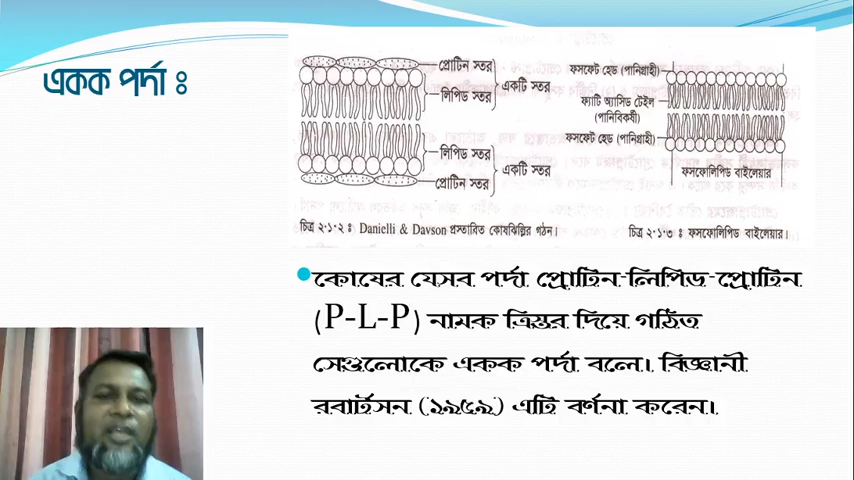 একক পর্দা ঃ
প্রোটিন স্তর
লিপিড স্তর
একটি স্তর
লিপিড স্তর
প্রোটিন স্তর
একটি স্তর
চিত্র ২.১.২ ঃ Danielli & Davson প্রস্তাবিত কোষঝিল্লির গঠন।
ফসফেট হেড (পানিগ্রাহী)
ফ্যাটি অ্যাসিড টেইল
(পানিবিকর্ষী)
ফসফেট হেড (পানিগ্রাহী)
ফসফোলিপিড বাইলেয়ার
চিত্র ২.১.৩ ঃ ফসফোলিপিড বাইলেয়ার।
কোষের যেসব পর্দা প্রোটিন-লিপিড-প্রোটিন
(P-L-P) নামক ত্রিস্তর দিয়ে গঠিত
সেগুলোকে একক পর্দা বলে। বিজ্ঞানী
রবার্টসন (১৯৫৯) এটি বর্ণনা করেন।